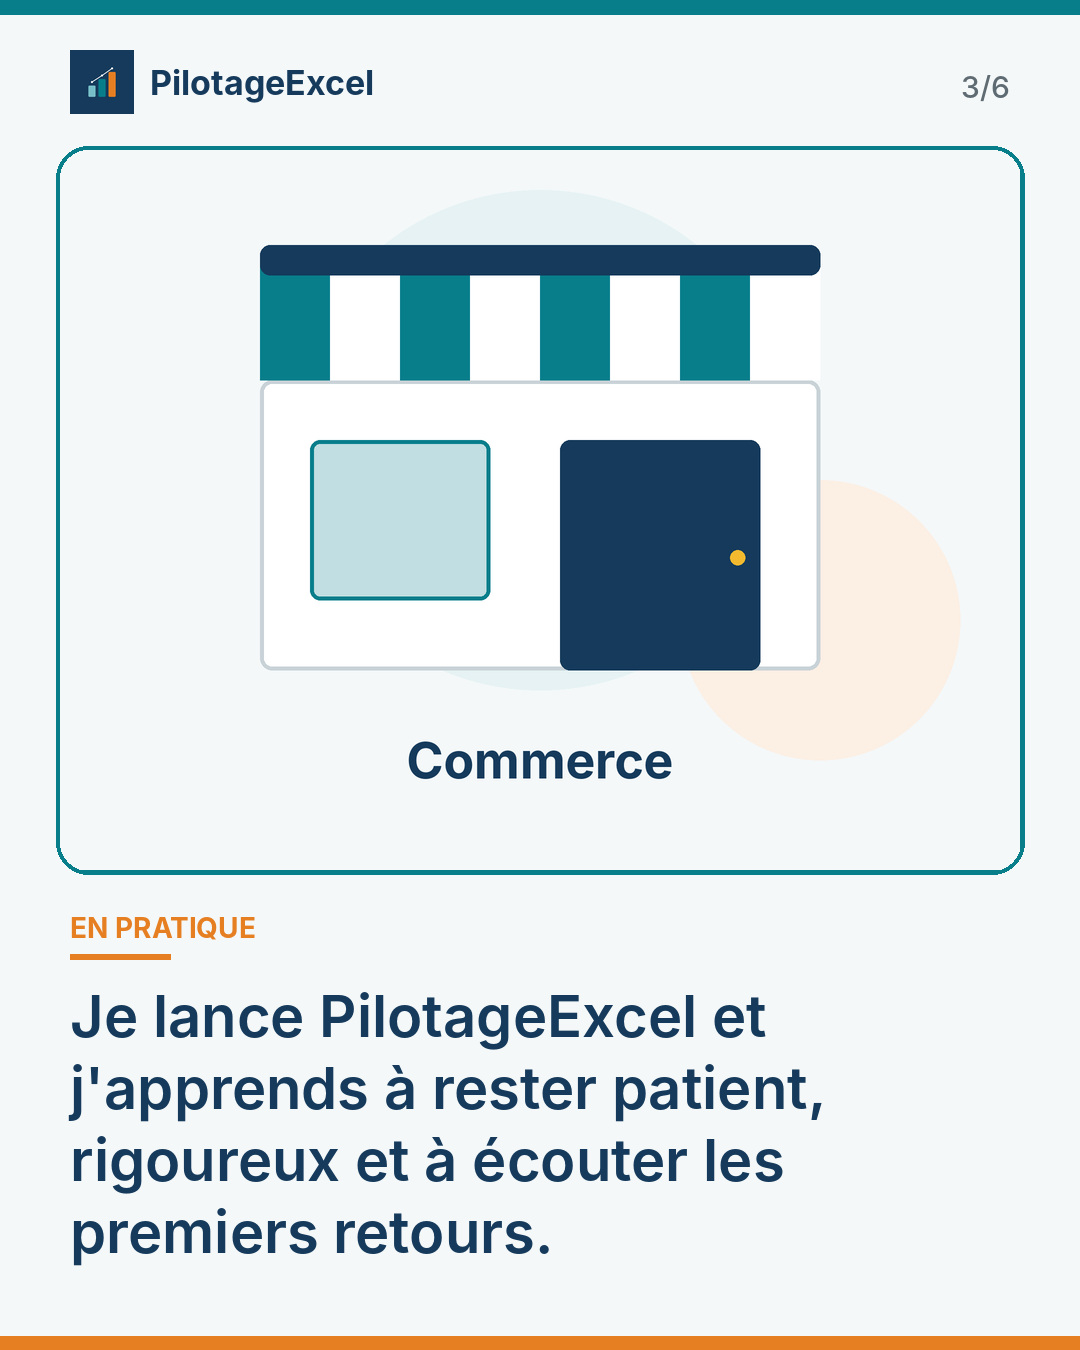 PilotageExcel
3/6
Commerce
EN PRATIQUE
Je lance PilotageExcel et
j'apprends à rester patient,
rigoureux et à écouter les
premiers retours.